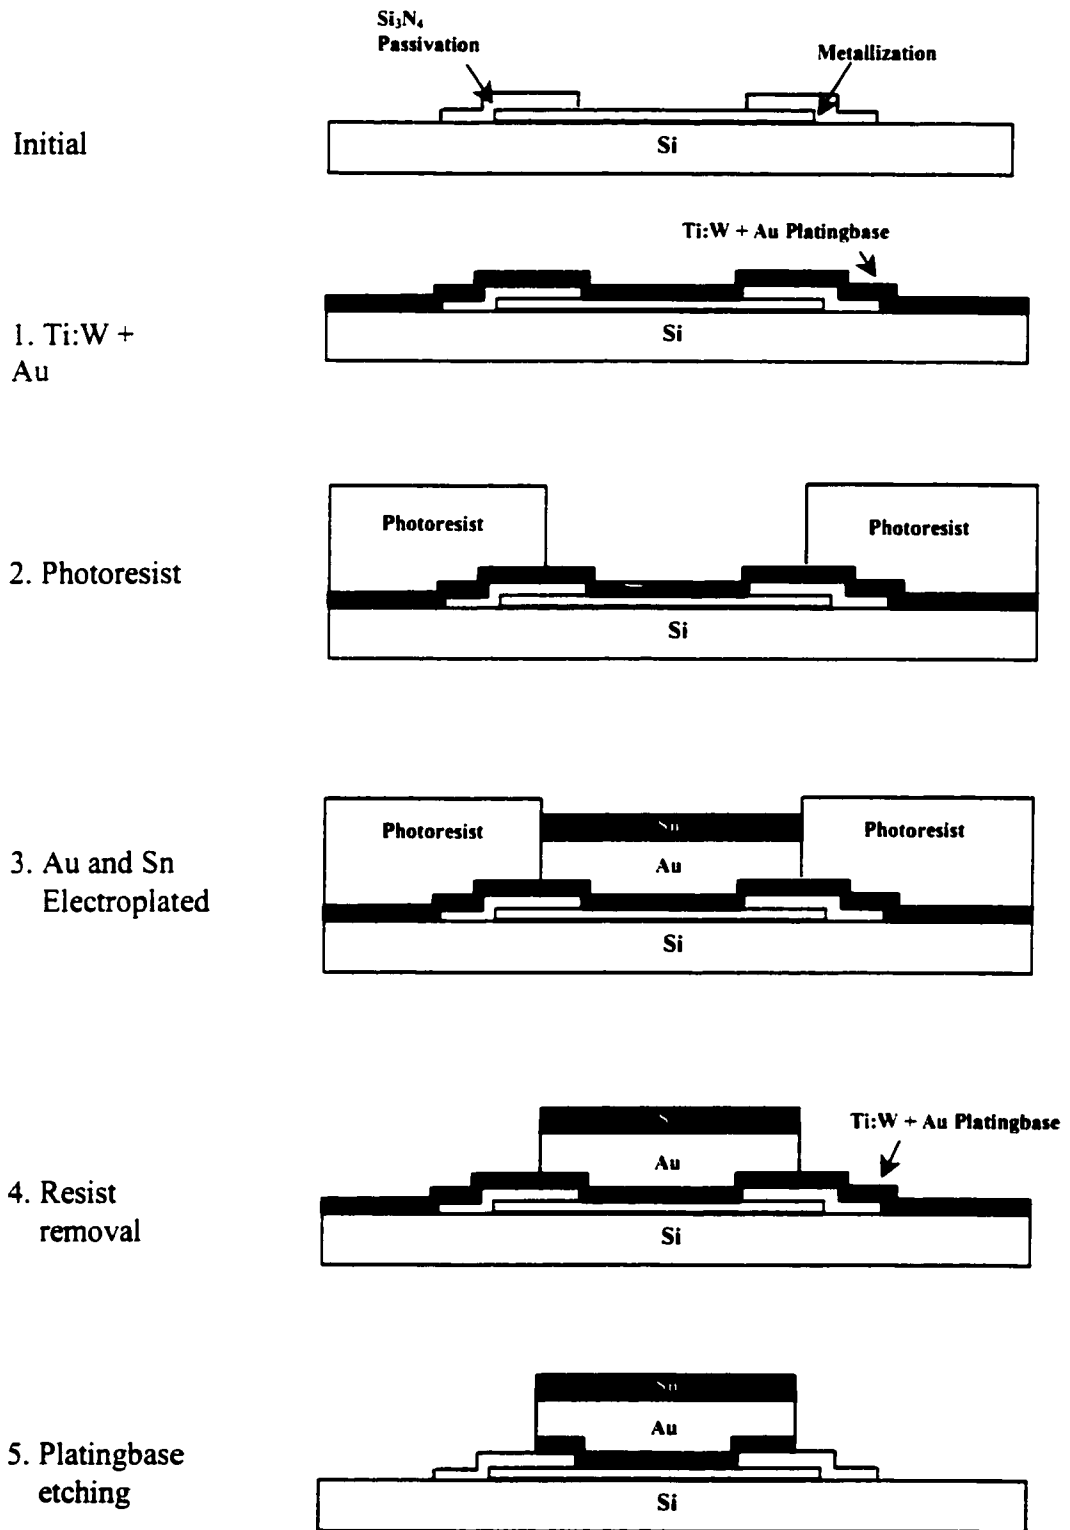 Si₃N₄
Passivation
Metallization
Initial
Si
Ti:W + Au Platingbase
1. Ti:W +
Au
Si
Photoresist
Photoresist
2. Photoresist
Si
Photoresist
Sn
Photoresist
Au
3. Au and Sn
Electroplated
Si
Ti:W + Au Platingbase
Au
4. Resist
removal
Si
Sn
Au
5. Platingbase
etching
Si